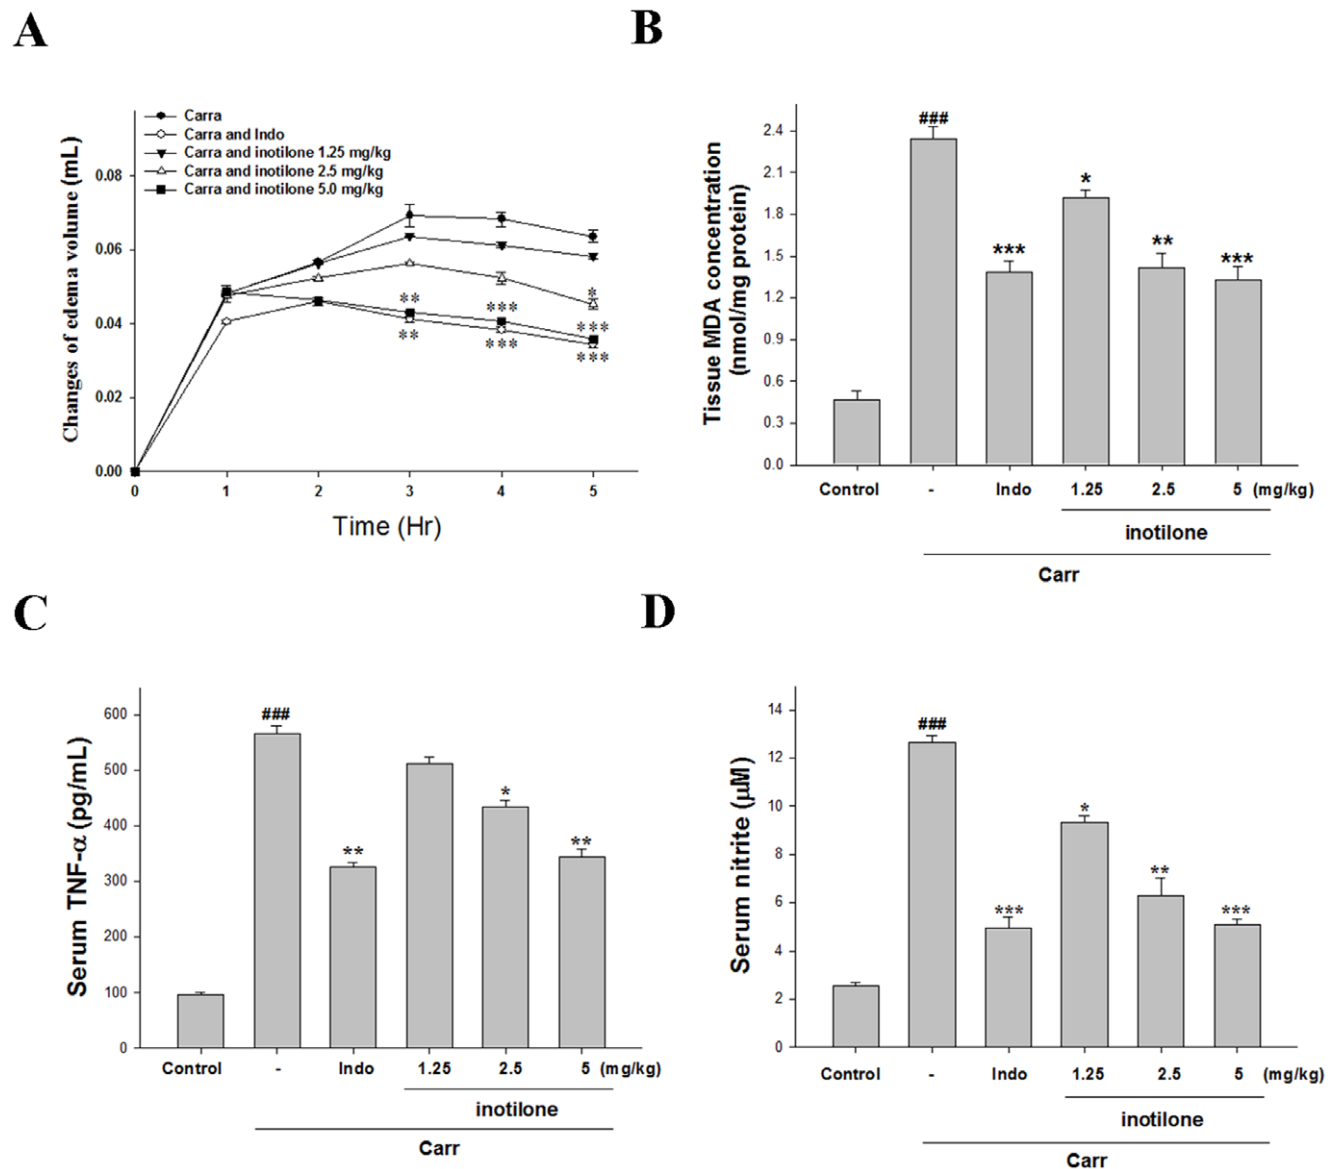 A
Carra
Carra and Indo
Carra and inotilone 1.25 mg/kg
Carra and inotilone 2.5 mg/kg
Carra and inotilone 5.0 mg/kg
Changes of edema volume (mL)
0.08
0.06
0.04
0.02
0.00
** *** * ***
** *** ***
0 1 2 3 4 5
Time (Hr)
B
Tissue MDA concentration
(nmol/mg protein)
2.4
2.1
1.8
1.5
1.2
0.9
0.6
0.3
0.0
### *** * ** ***
Control - Indo 1.25 2.5 5 (mg/kg)
inotilone
Carr
C
Serum TNF-α (pg/mL)
600
500
400
300
200
100
0
### ** * **
Control - Indo 1.25 2.5 5 (mg/kg)
inotilone
Carr
D
Serum nitrite (μM)
14
12
10
8
6
4
2
0
### *** * ** ***
Control - Indo 1.25 2.5 5 (mg/kg)
inotilone
Carr